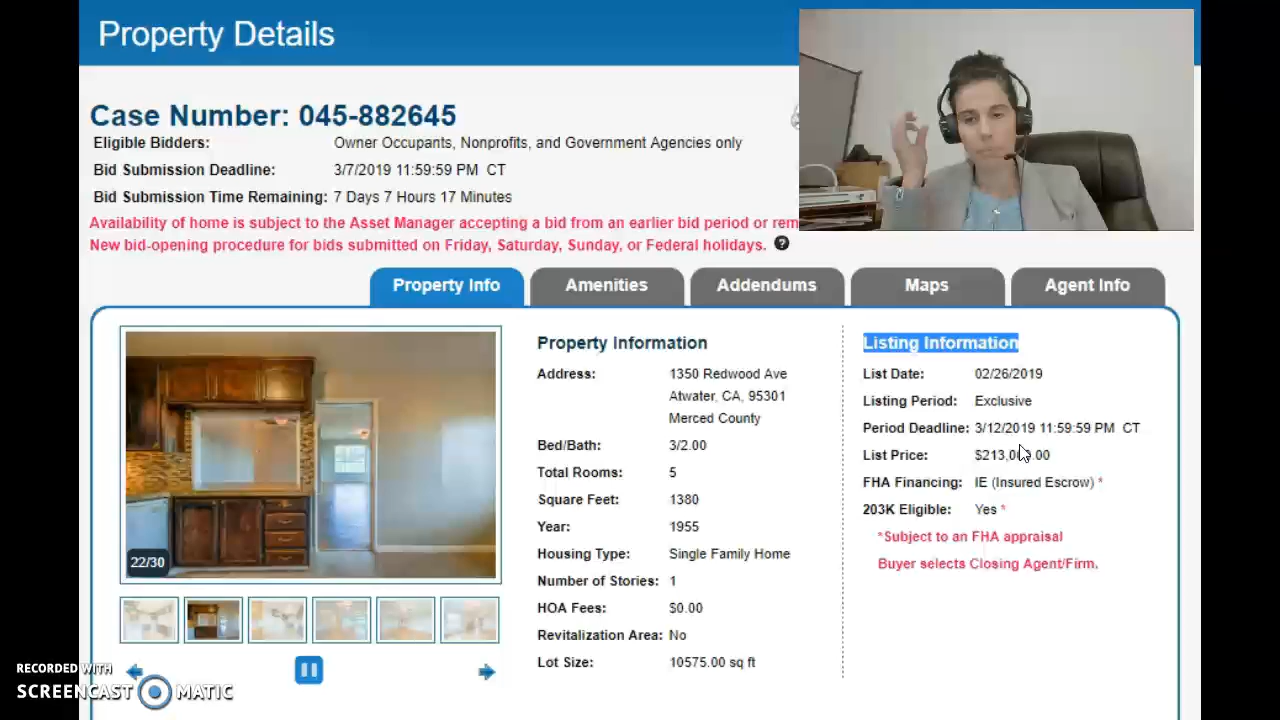 Property Details
Case Number: 045-882645
Eligible Bidders: Owner Occupants, Nonprofits, and Government Agencies only
Bid Submission Deadline: 3/7/2019 11:59:59 PM CT
Bid Submission Time Remaining: 7 Days 7 Hours 17 Minutes
Availability of home is subject to the Asset Manager accepting a bid from an earlier bid period or rem
New bid-opening procedure for bids submitted on Friday, Saturday, Sunday, or Federal holidays. ?
Property Info Amenities Addendums Maps Agent Info
22/30
Property Information
Address: 1350 Redwood Ave
Atwater, CA, 95301
Merced County
Bed/Bath: 3/2.00
Total Rooms: 5
Square Feet: 1380
Year: 1955
Housing Type: Single Family Home
Number of Stories: 1
HOA Fees: $0.00
Revitalization Area: No
Lot Size: 10575.00 sq ft
Listing Information
List Date: 02/26/2019
Listing Period: Exclusive
Period Deadline: 3/12/2019 11:59:59 PM CT
List Price:
FHA Financing: IE (Insured Escrow) *
203K Eligible: Yes *
*Subject to an FHA appraisal
Buyer selects Closing Agent/Firm.
RECORDED WITH
SCREENCAST MATIC